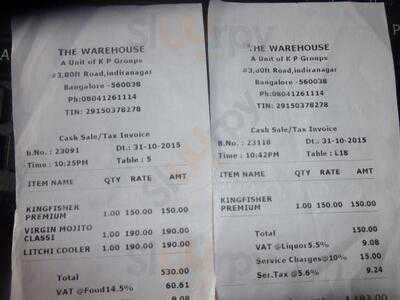 THE WAREHOUSE
A Unit of K P Groups
#3,80ft Road,indiranagar
Bangalore -560038
Ph:08041261114
TIN: 29150378278
Cash Sale/Tax Invoice
B.No. : 23091 Dt.: 31-10-2015
Time : 10:25PM Table : 5
ITEM NAME QTY RATE AMT
KINGFISHER
PREMIUM 1.00 150.00 150.00
VIRGIN MOJITO
CLASSI 1.00 190.00 190.00
LITCHI COOLER 1.00 190.00 190.00
Total 530.00
VAT @Food14.5% 60.61
9.08
THE WAREHOUSE
A Unit of K P Groups
#3,80ft Road,indiranagar
Bangalore -560038
Ph:08041261114
TIN: 29150378278
Cash Sale/Tax Invoice
B.No. : 23118 Dt.: 31-10-2015
Time : 10:42PM Table : L18
ITEM NAME QTY RATE AMT
KINGFISHER
PREMIUM 1.00 150.00 150.00
Total 150.00
VAT @Liquor5.5% 9.08
Service Charges@10% 15.00
Ser.Tax @5.6% 9.24
183.00